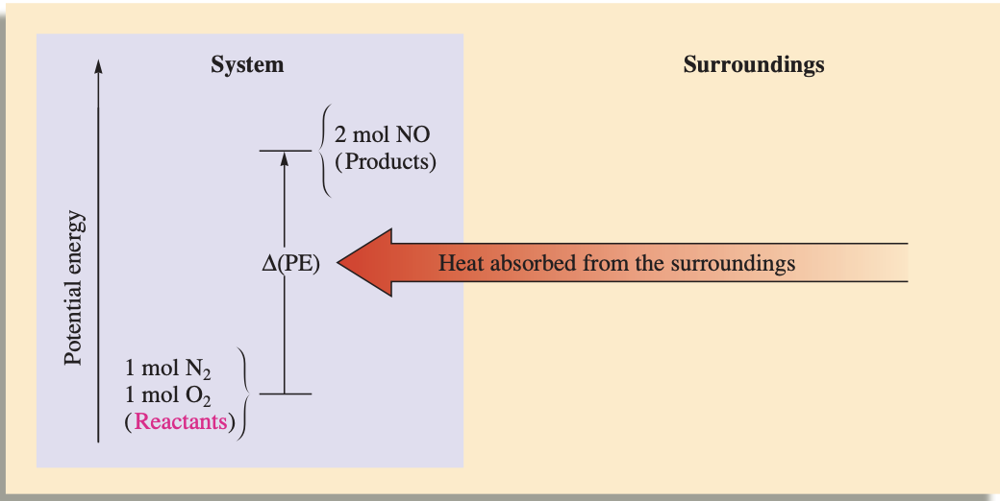 System
Surroundings
2 mol NO
(Products)
Potential energy
Δ(PE)
Heat absorbed from the surroundings
1 mol N₂
1 mol O₂
(Reactants)